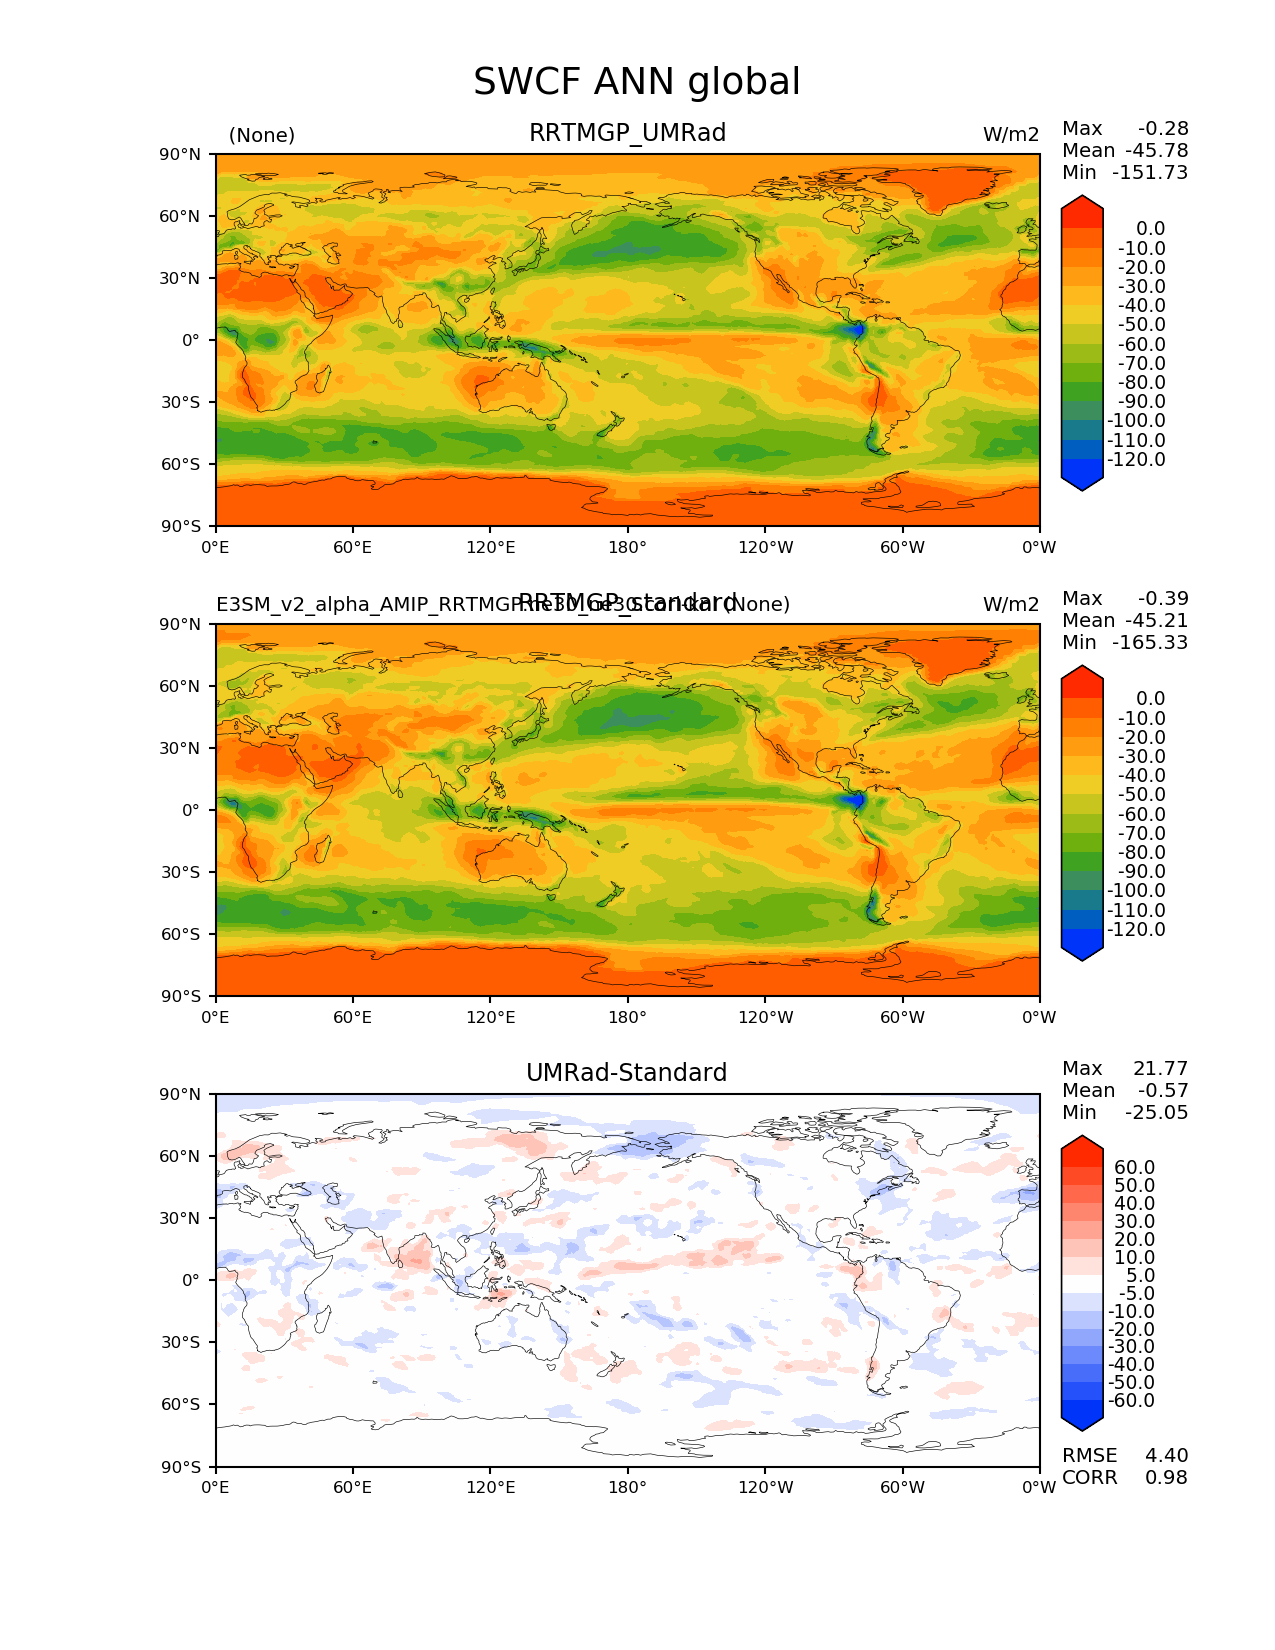 SWCF ANN global
(None) RRTMGP_UMRad W/m2
Max -0.28
Mean -45.78
Min -151.73
90°N
60°N
30°N
0°
30°S
60°S
90°S
0°E 60°E 120°E 180° 120°W 60°W 0°W
0.0
-10.0
-20.0
-30.0
-40.0
-50.0
-60.0
-70.0
-80.0
-90.0
-100.0
-110.0
-120.0
E3SM_v2_alpha_AMIP_RRTMGP (None) RRTMGP_standard W/m2
Max -0.39
Mean -45.21
Min -165.33
90°N
60°N
30°N
0°
30°S
60°S
90°S
0°E 60°E 120°E 180° 120°W 60°W 0°W
0.0
-10.0
-20.0
-30.0
-40.0
-50.0
-60.0
-70.0
-80.0
-90.0
-100.0
-110.0
-120.0
UMRad-Standard
Max 21.77
Mean -0.57
Min -25.05
90°N
60°N
30°N
0°
30°S
60°S
90°S
0°E 60°E 120°E 180° 120°W 60°W 0°W
60.0
50.0
40.0
30.0
20.0
10.0
5.0
-5.0
-10.0
-20.0
-30.0
-40.0
-50.0
-60.0
RMSE 4.40
CORR 0.98